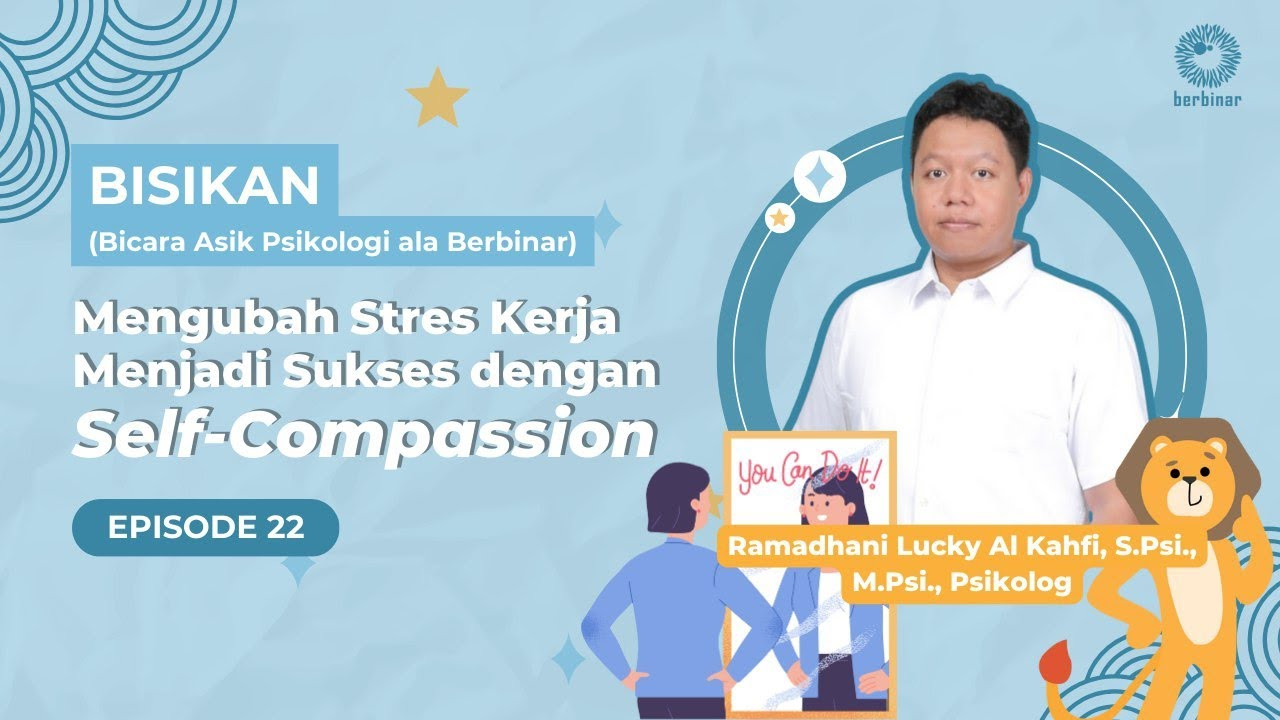 berbinar
BISIKAN
(Bicara Asik Psikologi ala Berbinar)
Mengubah Stres Kerja
Menjadi Sukses dengan
Self-Compassion
EPISODE 22
You Can Do It!
Ramadhani Lucky Al Kahfi, S.Psi.,
M.Psi., Psikolog